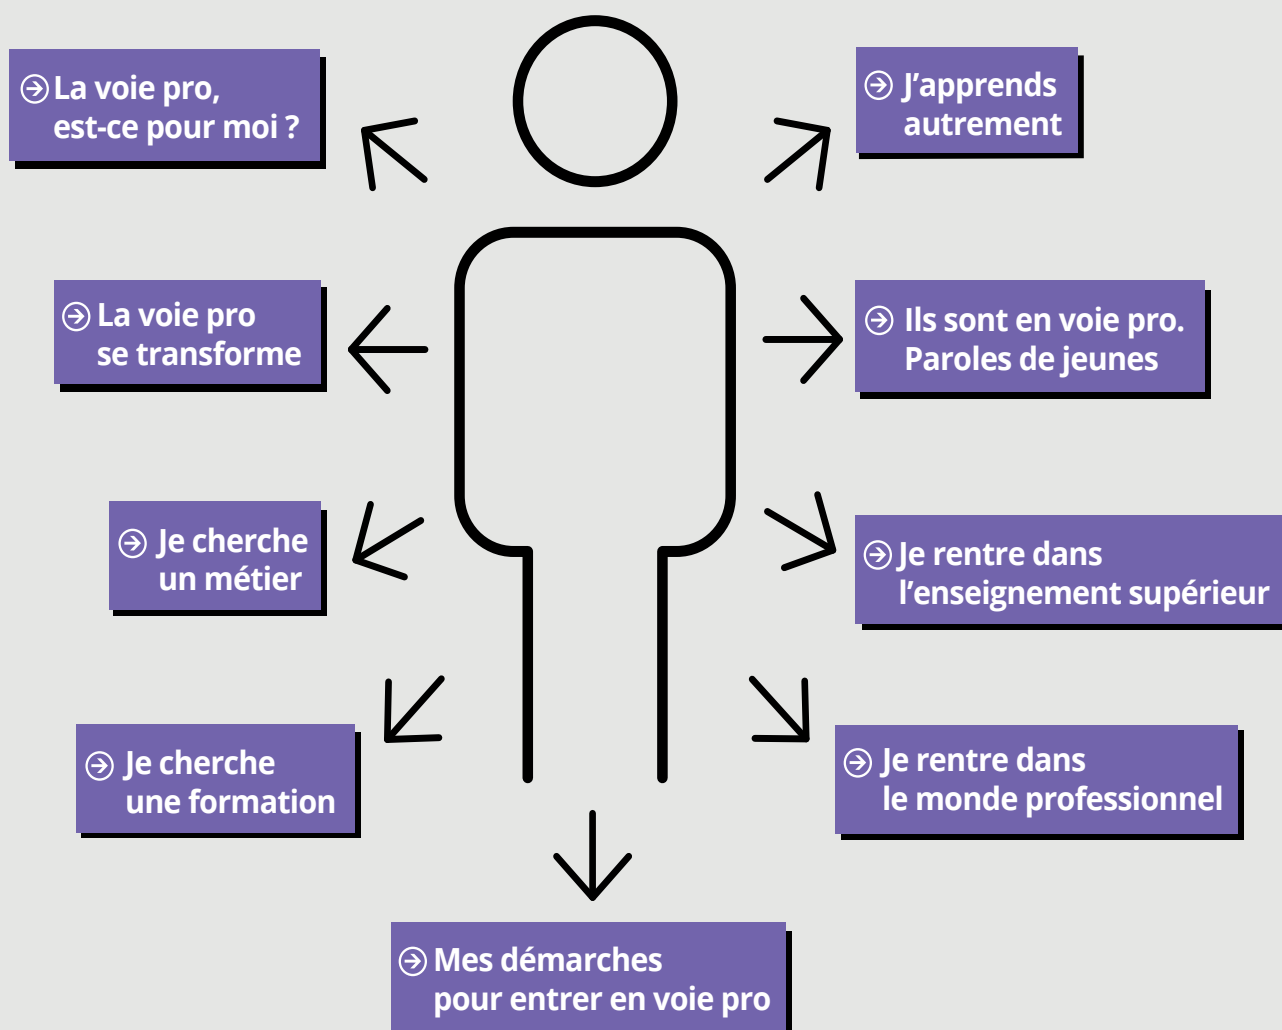 La voie pro,
est-ce pour moi ?
J’apprends
autrement
La voie pro
se transforme
Ils sont en voie pro.
Paroles de jeunes
Je cherche
un métier
Je rentre dans
l’enseignement supérieur
Je cherche
une formation
Je rentre dans
le monde professionnel
Mes démarches
pour entrer en voie pro